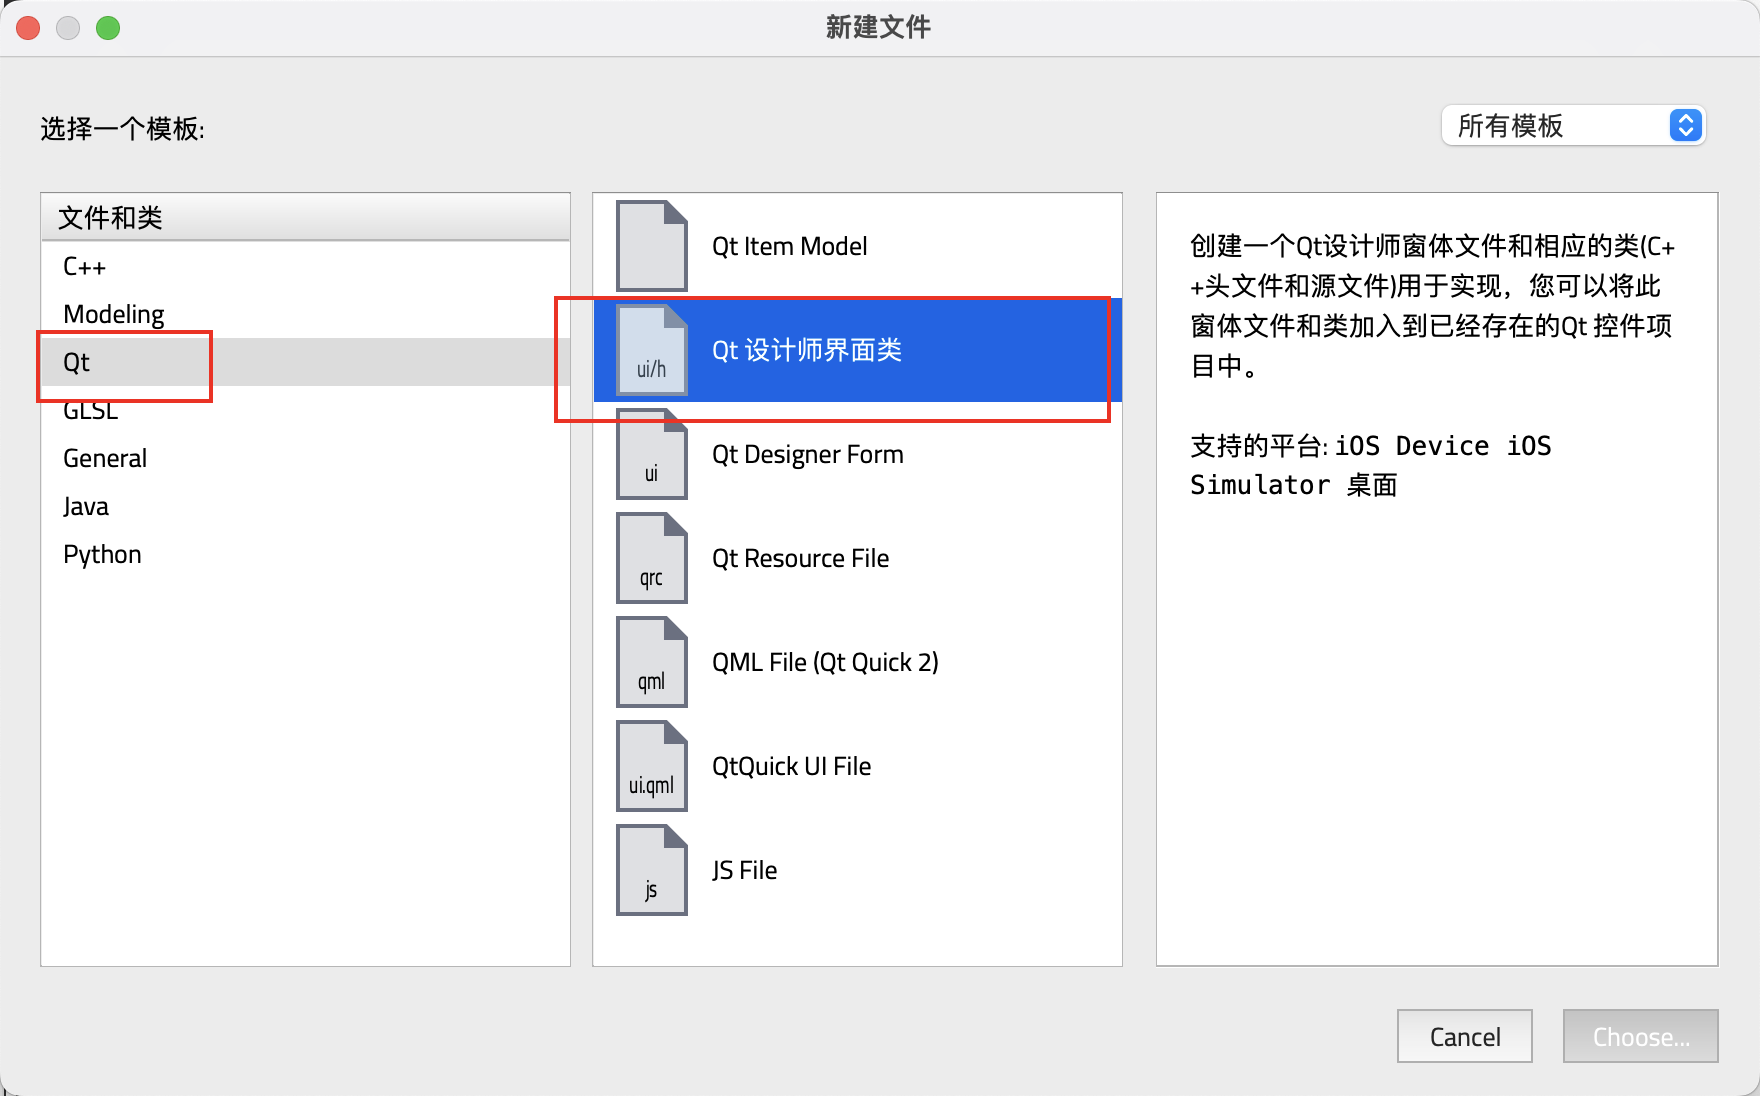 新建文件
选择一个模板:
所有模板
文件和类
C++
Modeling
Qt
GLSL
General
Java
Python
Qt Item Model
ui/h
Qt 设计师界面类
ui
Qt Designer Form
qrc
Qt Resource File
qml
QML File (Qt Quick 2)
ui.qml
QtQuick UI File
js
JS File
创建一个Qt设计师窗体文件和相应的类(C+
+头文件和源文件)用于实现，您可以将此
窗体文件和类加入到已经存在的Qt 控件项
目中。
支持的平台: iOS Device iOS
Simulator 桌面
Cancel
Choose...